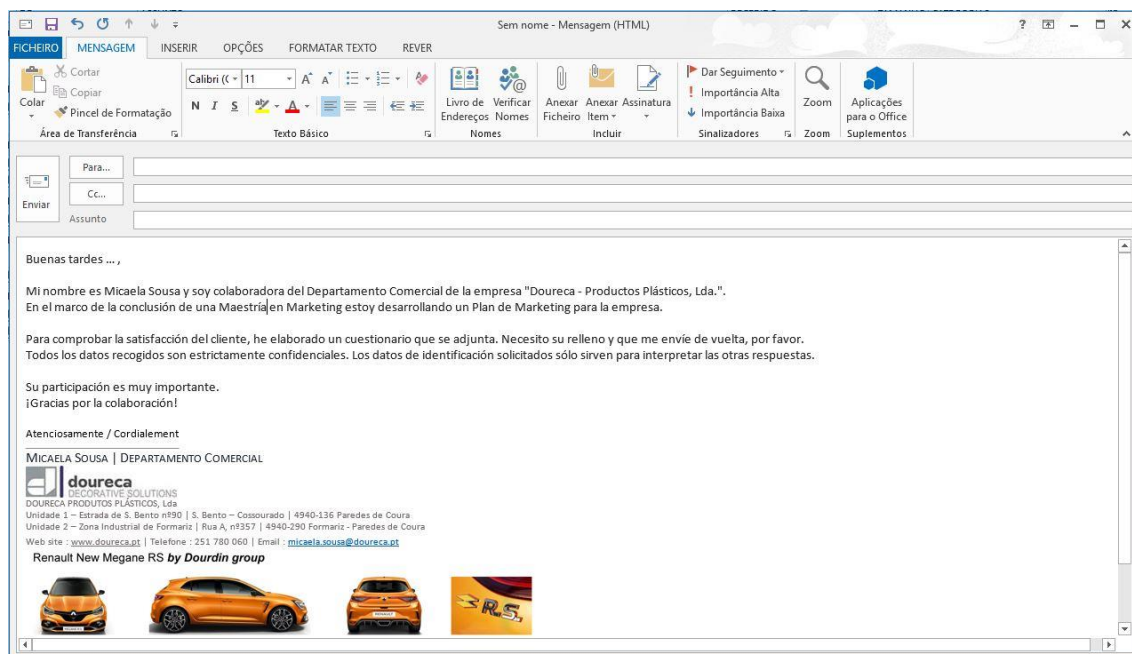 Sem nome - Mensagem (HTML)
FICHEIRO MENSAGEM INSERIR OPÇÕES FORMATAR TEXTO REVER
Colar
Cortar
Copiar
Pincel de Formatação
Área de Transferência
Calibri (C 11
N I S
Texto Básico
Livro de Endereços
Verificar Nomes
Nomes
Anexar Ficheiro
Anexar Item
Assinatura
Incluir
Dar Seguimento
Importância Alta
Importância Baixa
Sinalizadores
Zoom
Zoom
Aplicações para o Office
Suplementos
Enviar
Para...
Cc...
Assunto
Buenas tardes ... ,
Mi nombre es Micaela Sousa y soy colaboradora del Departamento Comercial de la empresa "Doureca - Productos Plásticos, Lda.".
En el marco de la conclusión de una Maestría en Marketing estoy desarrollando un Plan de Marketing para la empresa.
Para comprobar la satisfacción del cliente, he elaborado un cuestionario que se adjunta. Necesito su relleno y que me envíe de vuelta, por favor.
Todos los datos recogidos son estrictamente confidenciales. Los datos de identificación solicitados sólo sirven para interpretar las otras respuestas.
Su participación es muy importante.
¡Gracias por la colaboración!
Atenciosamente / Cordialement
MICAELA SOUSA | DEPARTAMENTO COMERCIAL
doureca
DECORATIVE SOLUTIONS
DOURECA PRODUTOS PLÁSTICOS, Lda
Unidade 1 – Estrada de S. Bento nº90 | S. Bento – Cossourado | 4940-136 Paredes de Coura
Unidade 2 – Zona Industrial de Formariz | Rua A, nº357 | 4940-290 Formariz - Paredes de Coura
Web site : www.doureca.pt | Telefone : 251 780 060 | Email : micaela.sousa@doureca.pt
Renault New Megane RS by Dourdin group
R.S.